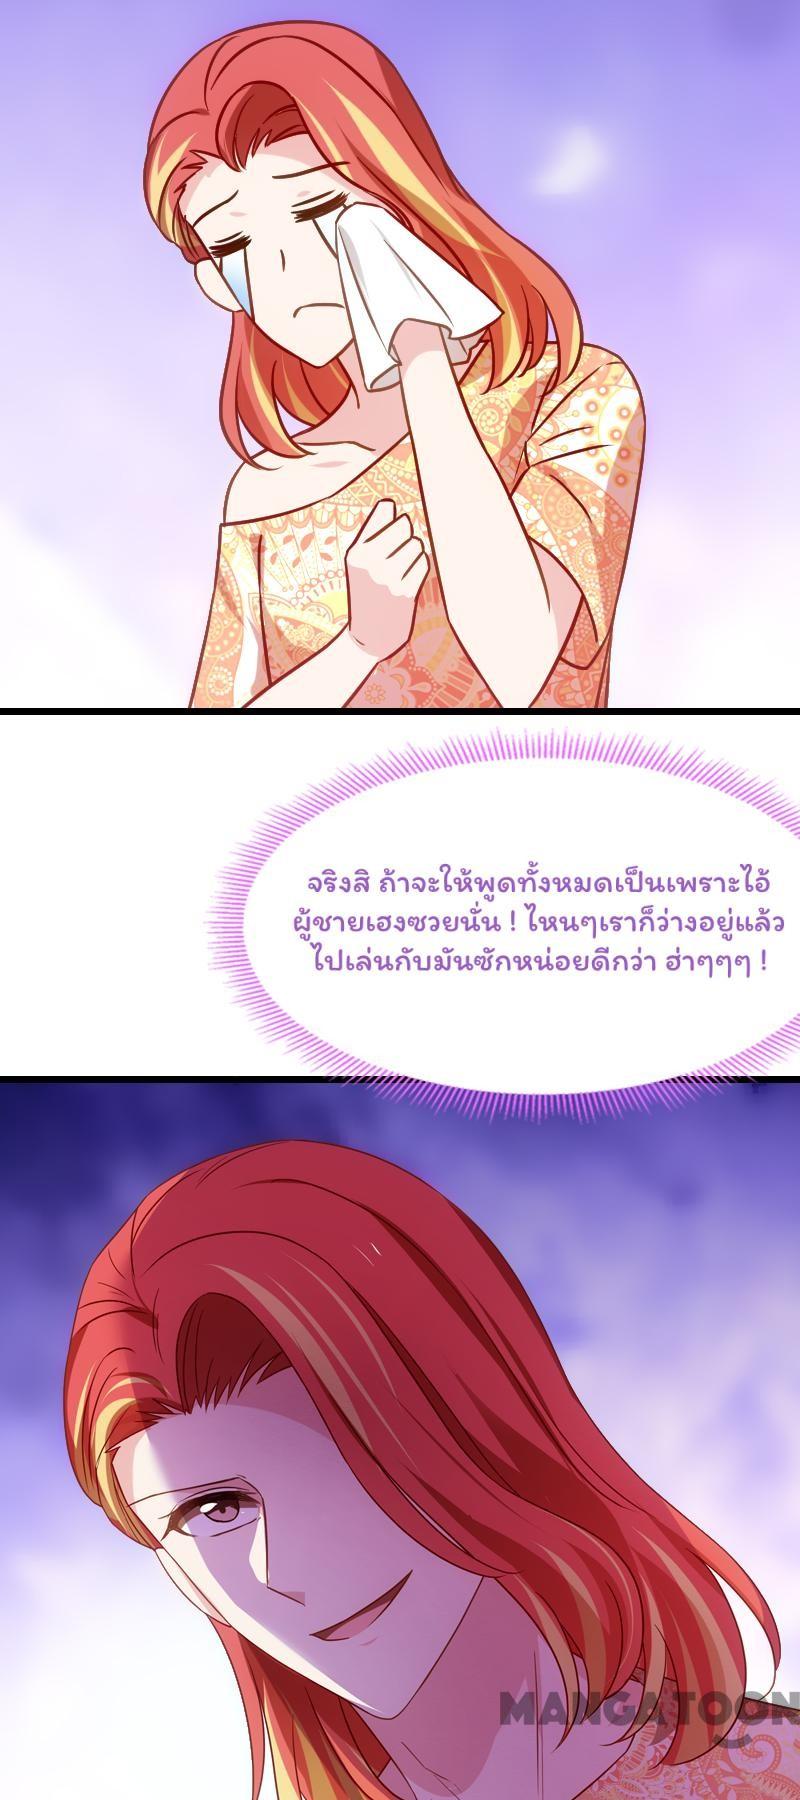 จริงสิ ถ้าจะให้พูดทั้งหมดเป็นเพราะไอ้
ผู้ชายเฮงซวยนั่น ! ไหนๆเราก็ว่างอยู่แล้ว
ไปเล่นกับมันซักหน่อยดีกว่า ฮ่าๆๆๆ !
MANGATOON